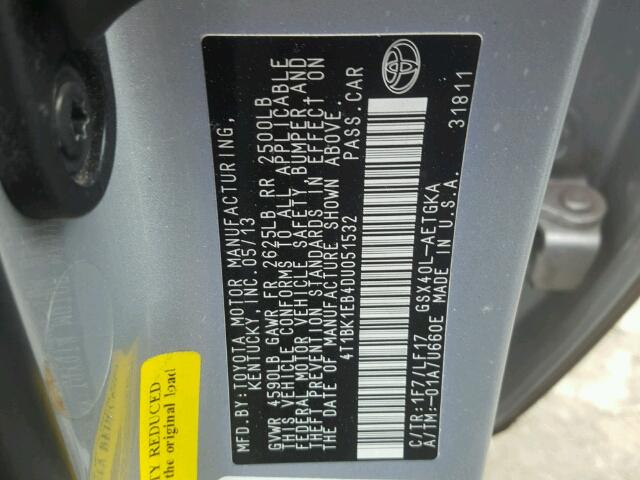 MFD.BY:TOYOTA MOTOR MANUFACTURING,
KENTUCKY, INC. 05/13
GVWR 4590LB GAWR FR 2625LB RR 2500LB
THIS VEHICLE CONFORMS TO ALL APPLICABLE
FEDERAL MOTOR VEHICLE SAFETY, BUMPER, AND
THEFT PREVENTION STANDARDS IN EFFECT ON
THE DATE OF MANUFACTURE SHOWN ABOVE.
4T1BK1EB4DU051532 PASS. CAR
C/TR:1F7/LF17 GSX40L-AETGKA
A/TM:-01A/U660E MADE IN U.S.A.
31811
TY REDUCED
the original load